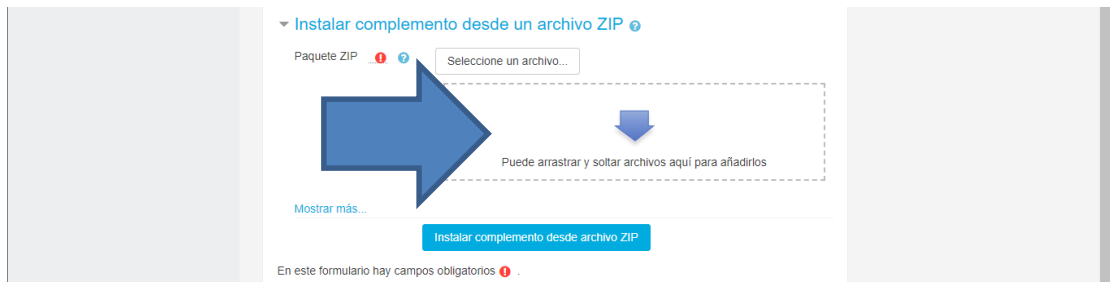 Instalar complemento desde un archivo ZIP
Paquete ZIP
Seleccione un archivo...
Puede arrastrar y soltar archivos aquí para añadirlos
Mostrar más...
Instalar complemento desde archivo ZIP
En este formulario hay campos obligatorios .